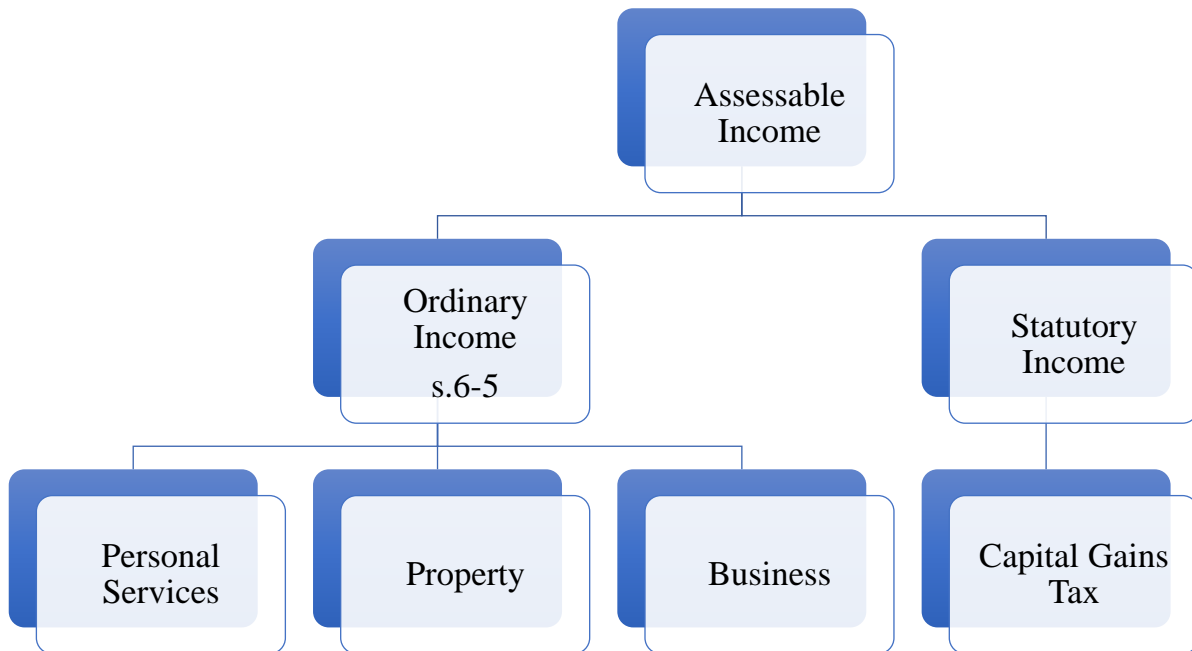 Assessable
Income
Ordinary
Income
s.6-5
Statutory
Income
Personal
Services
Property
Business
Capital Gains
Tax